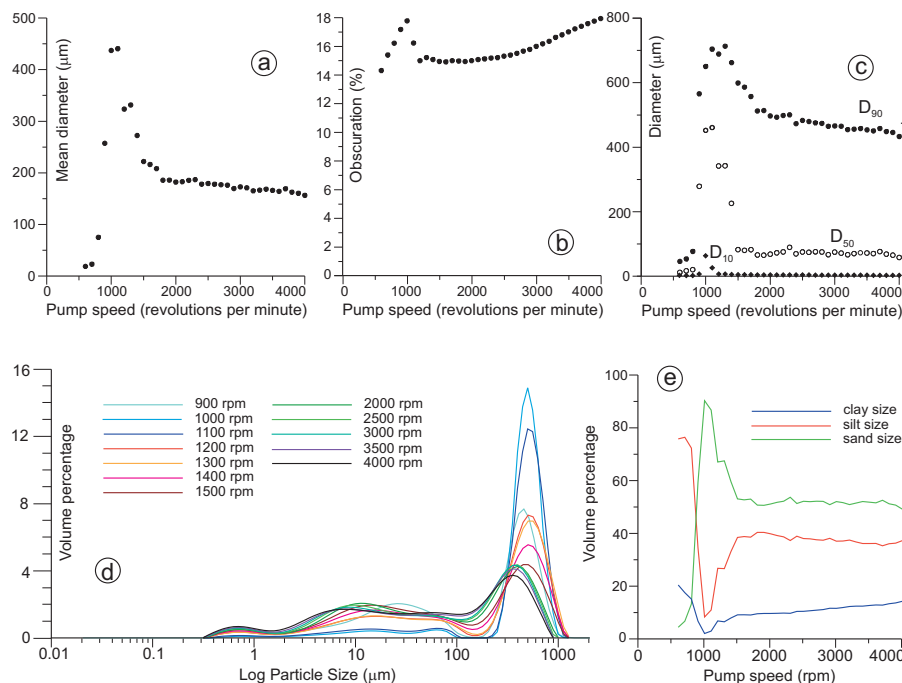 500
400
300
200
100
0
Mean diameter (µm)
a
0 1000 2000 3000 4000
Pump speed (revolutions per minute)
18
16
14
12
10
8
6
4
2
0
Obscuration (%)
b
0 1000 2000 3000 4000
Pump speed (revolutions per minute)
800
600
400
200
0
Diameter (µm)
c
D90
D50
D10
0 1000 2000 3000 4000
Pump speed (revolutions per minute)
16
12
8
4
0
Volume percentage
900 rpm
1000 rpm
1100 rpm
1200 rpm
1300 rpm
1400 rpm
1500 rpm
2000 rpm
2500 rpm
3000 rpm
3500 rpm
4000 rpm
d
0.01 0.1 1 10 100 1000
Log Particle Size (µm)
100
80
60
40
20
0
Volume percentage
e
clay size
silt size
sand size
0 1000 2000 3000 4000
Pump speed (rpm)